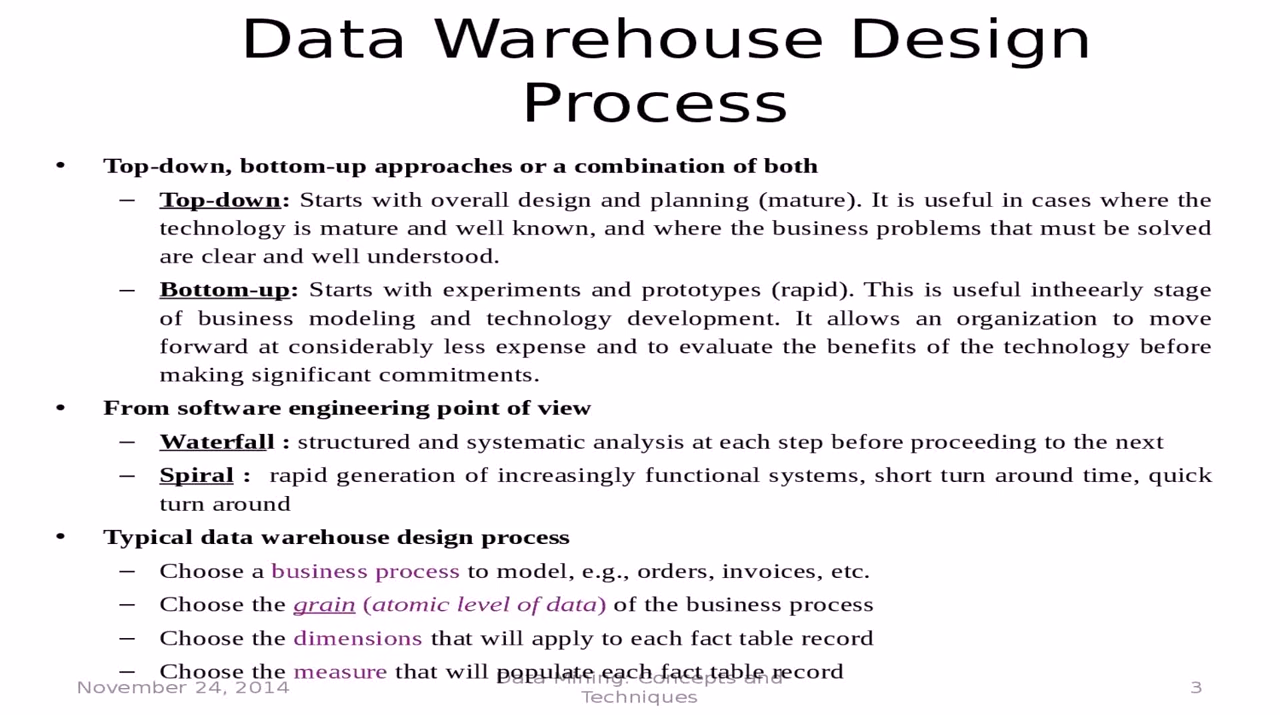 Data Warehouse Design
Process
• Top-down, bottom-up approaches or a combination of both
– Top-down: Starts with overall design and planning (mature). It is useful in cases where the
technology is mature and well known, and where the business problems that must be solved
are clear and well understood.
– Bottom-up: Starts with experiments and prototypes (rapid). This is useful intheearly stage
of business modeling and technology development. It allows an organization to move
forward at considerably less expense and to evaluate the benefits of the technology before
making significant commitments.
• From software engineering point of view
– Waterfall : structured and systematic analysis at each step before proceeding to the next
– Spiral : rapid generation of increasingly functional systems, short turn around time, quick
turn around
• Typical data warehouse design process
– Choose a business process to model, e.g., orders, invoices, etc.
– Choose the grain (atomic level of data) of the business process
– Choose the dimensions that will apply to each fact table record
– Choose the measure that will populate each fact table record
November 24, 2014
Data Mining: Concepts and
Techniques
3